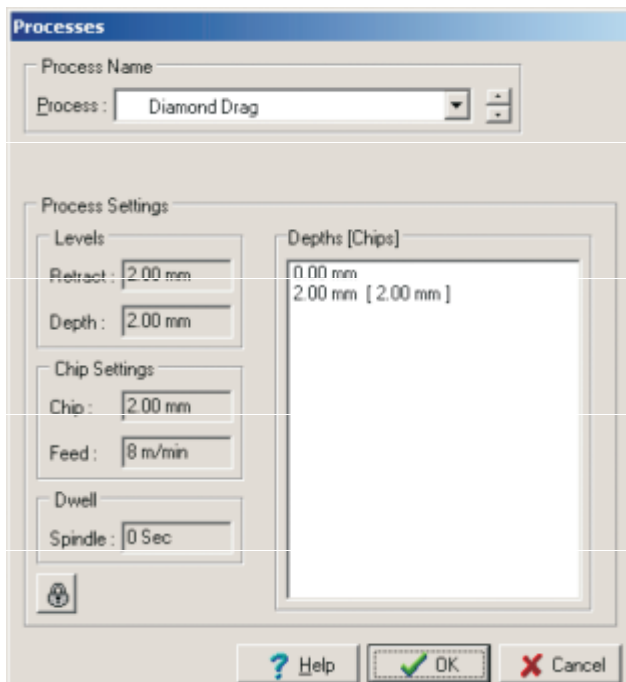 Processes
Process Name
Process : Diamond Drag
Process Settings
Levels
Retract : 2.00 mm
Depth : 2.00 mm
Chip Settings
Chip : 2.00 mm
Feed : 8 m/min
Dwell
Spindle : 0 Sec
Depths [Chips]
0.00 mm
2.00 mm [ 2.00 mm ]
Help OK Cancel